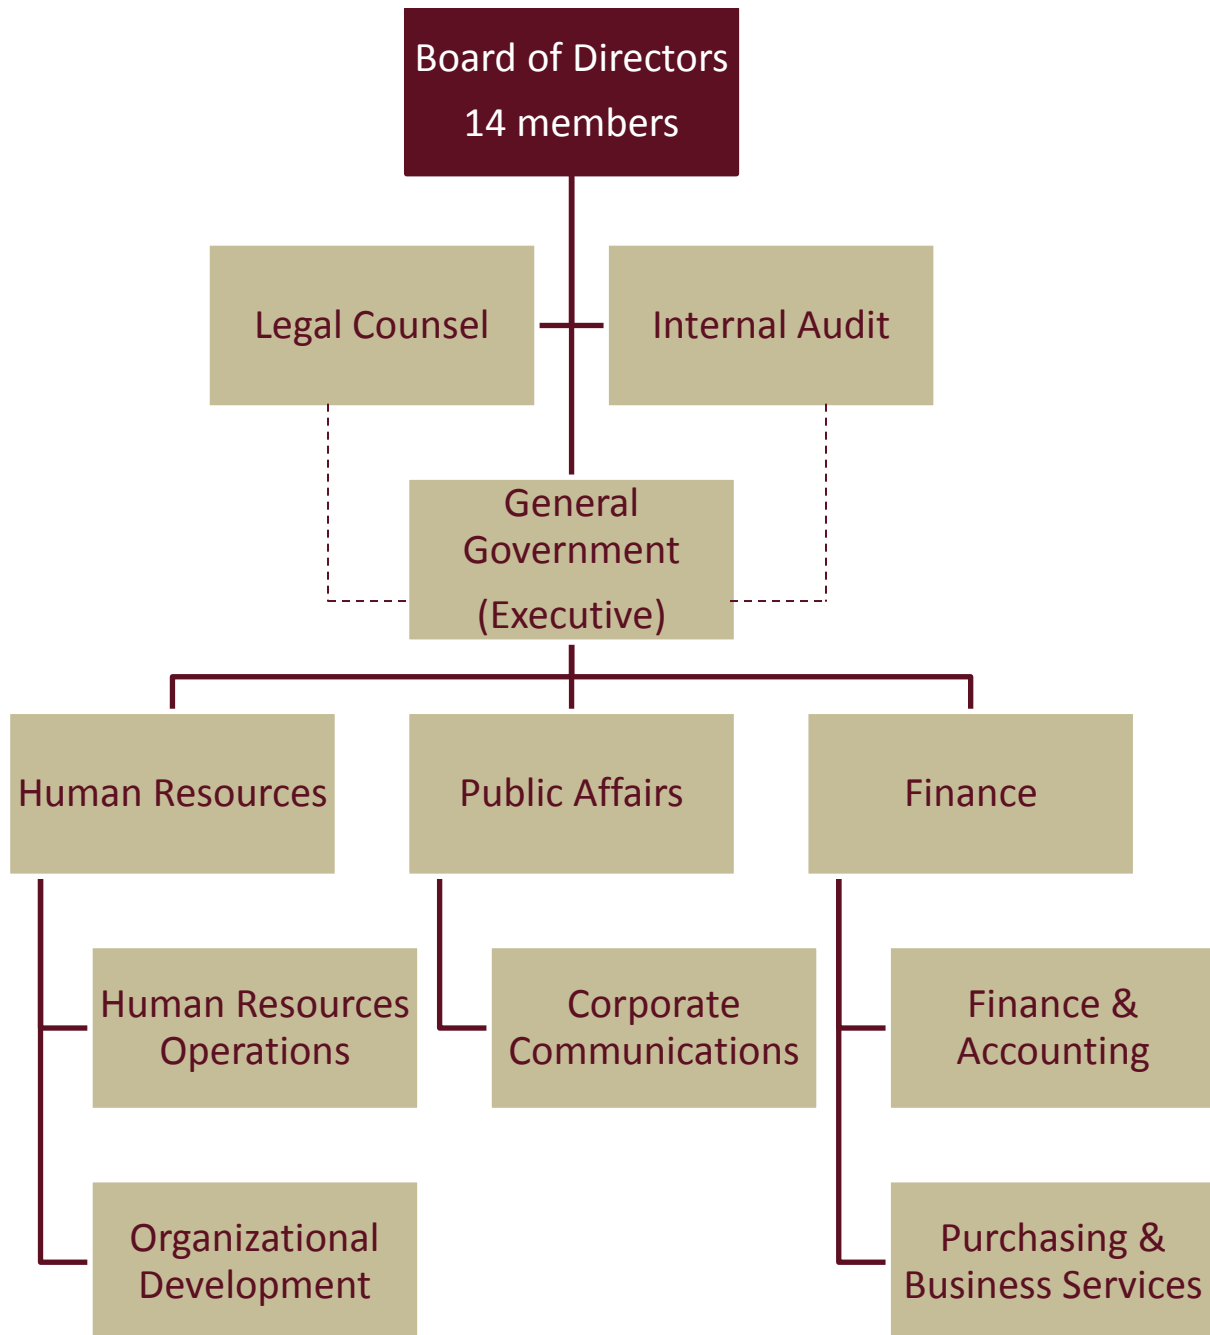 Board of Directors
14 members
Legal Counsel
Internal Audit
General
Government
(Executive)
Human Resources
Public Affairs
Finance
Human Resources
Operations
Corporate
Communications
Finance &
Accounting
Organizational
Development
Purchasing &
Business Services